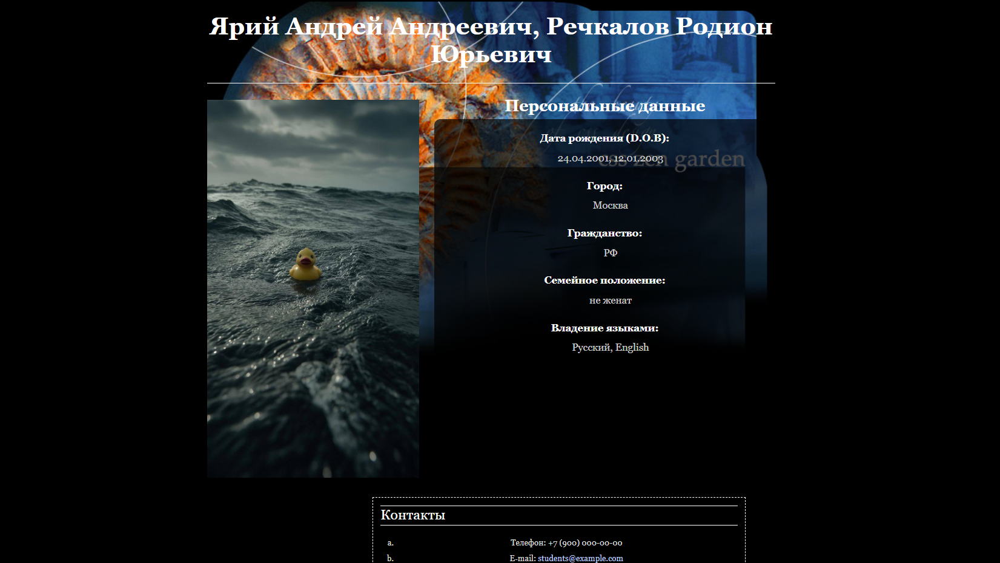 Ярий Андрей Андреевич, Речкалов Родион
Юрьевич
Персональные данные
Дата рождения (D.O.B):
24.04.2001, 12.01.2003
css zen garden
Город:
Москва
Гражданство:
РФ
Семейное положение:
не женат
Владение языками:
Русский, English
Контакты
a. Телефон: +7 (900) 000-00-00
b. E-mail: students@example.com